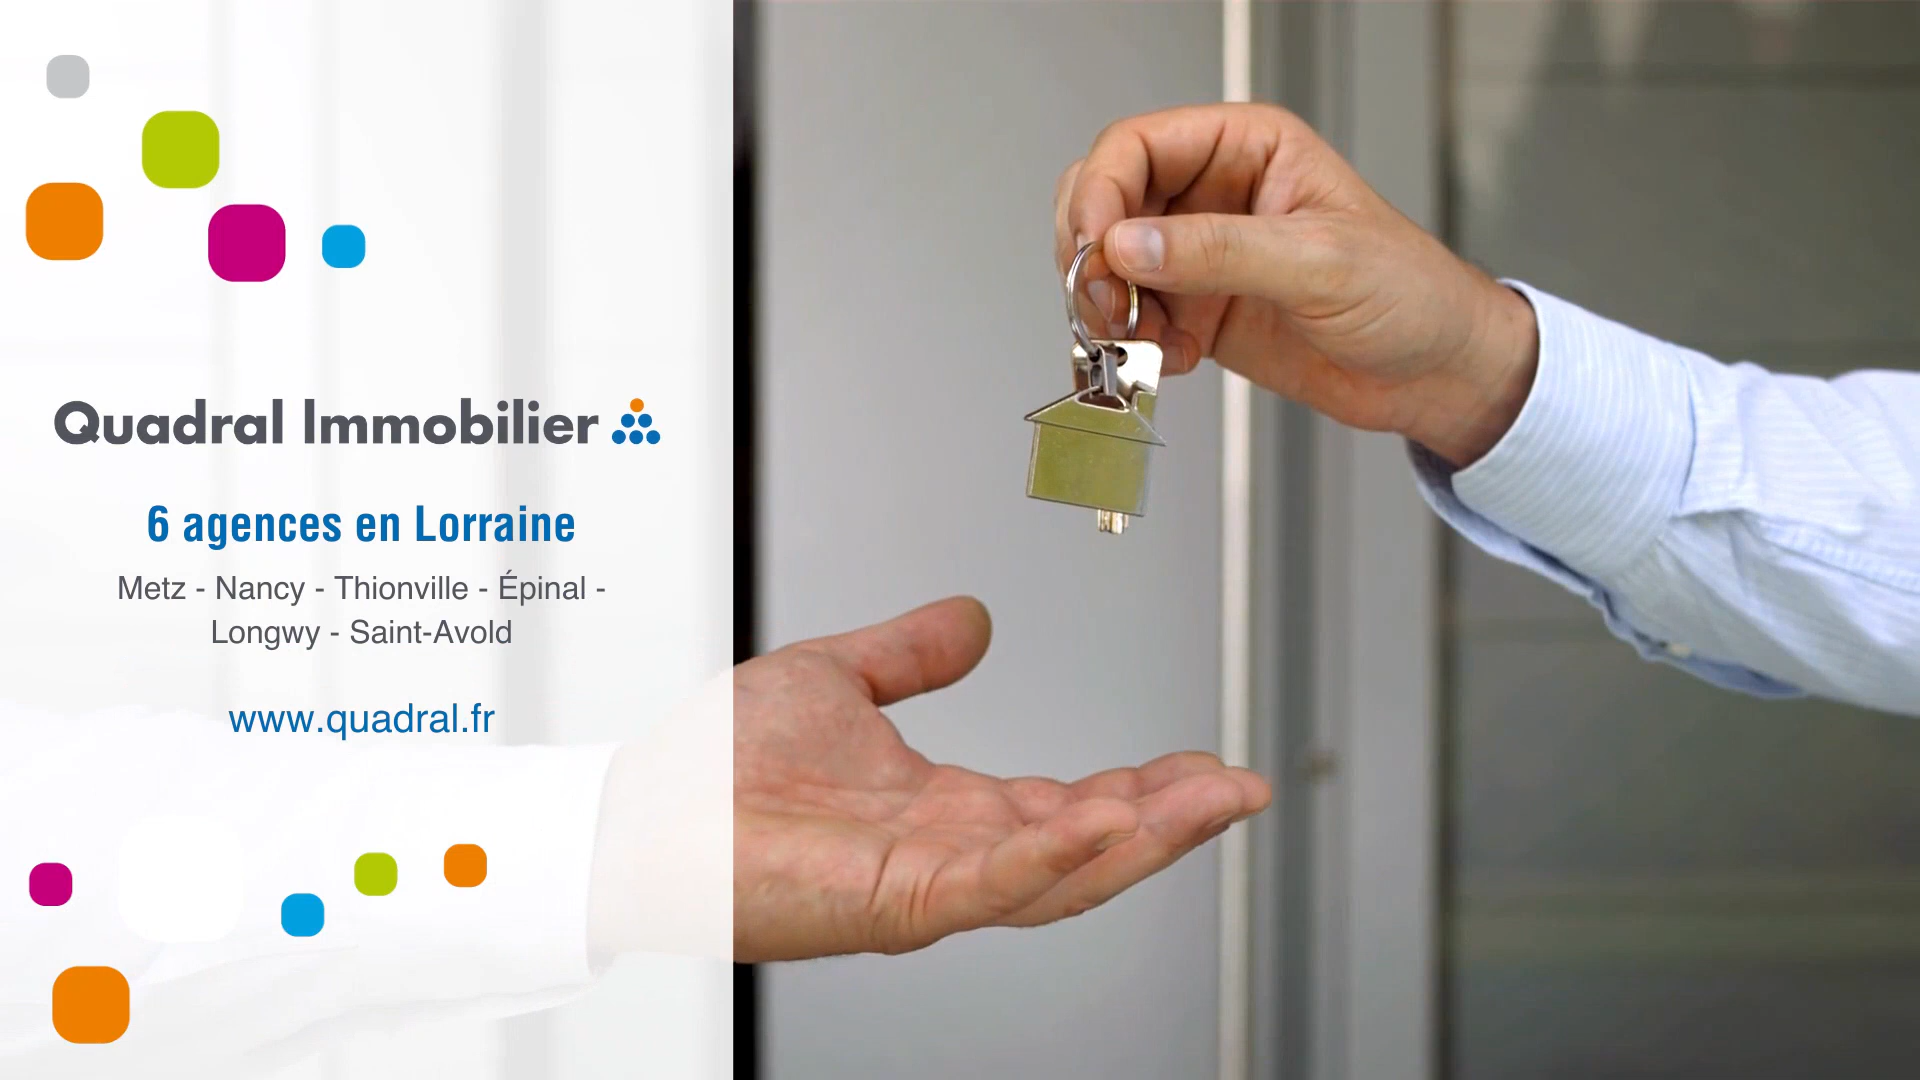 Quadral Immobilier
6 agences en Lorraine
Metz - Nancy - Thionville - Épinal -
Longwy - Saint-Avold
www.quadral.fr